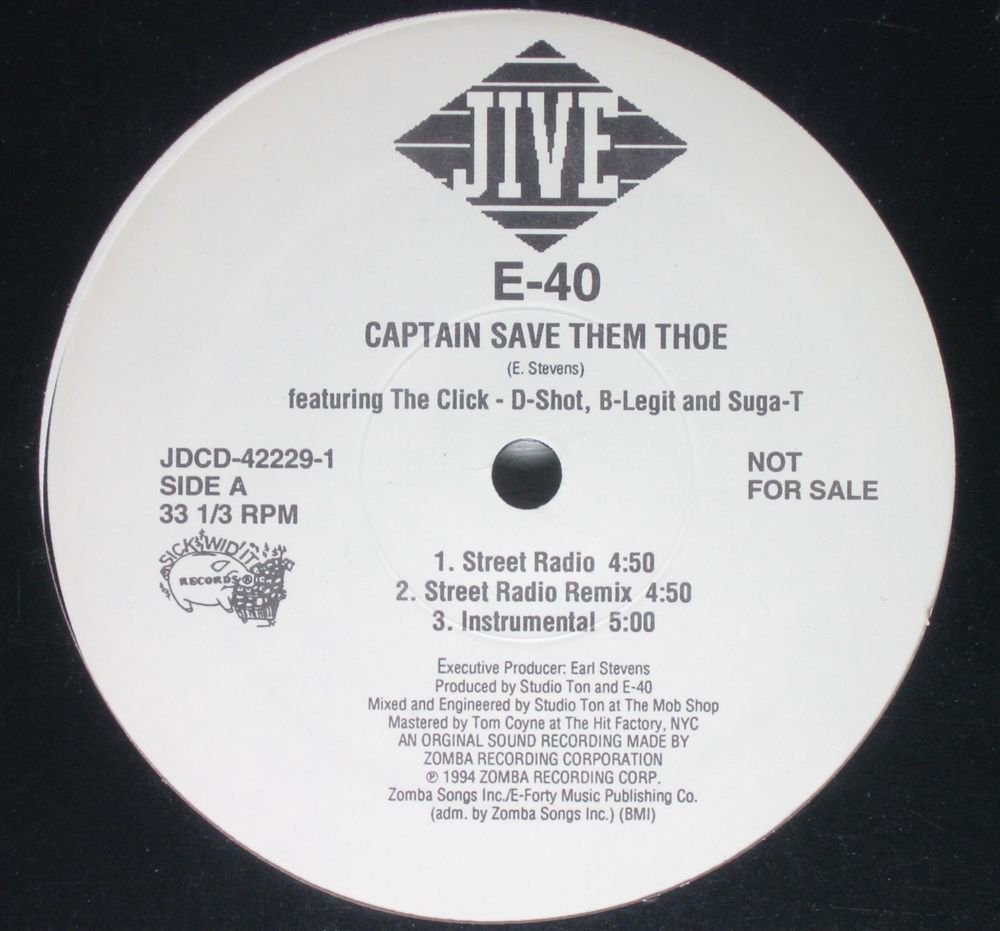 JIVE
E-40
CAPTAIN SAVE THEM THOE
(E. Stevens)
featuring The Click - D-Shot, B-Legit and Suga-T
JDCD-42229-1
SIDE A
33 1/3 RPM
NOT
FOR SALE
SICK WID' IT
RECORDS ®
1. Street Radio 4:50
2. Street Radio Remix 4:50
3. Instrumental 5:00
Executive Producer: Earl Stevens
Produced by Studio Ton and E-40
Mixed and Engineered by Studio Ton at The Mob Shop
Mastered by Tom Coyne at The Hit Factory, NYC
AN ORGINAL SOUND RECORDING MADE BY
ZOMBA RECORDING CORPORATION
℗ 1994 ZOMBA RECORDING CORP.
Zomba Songs Inc./E-Forty Music Publishing Co.
(adm. by Zomba Songs Inc.) (BMI)